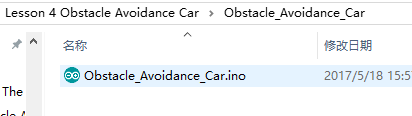 Lesson 4 Obstacle Avoidance Car > Obstacle_Avoidance_Car
名称 修改日期
Obstacle_Avoidance_Car.ino 2017/5/18 15:5
The